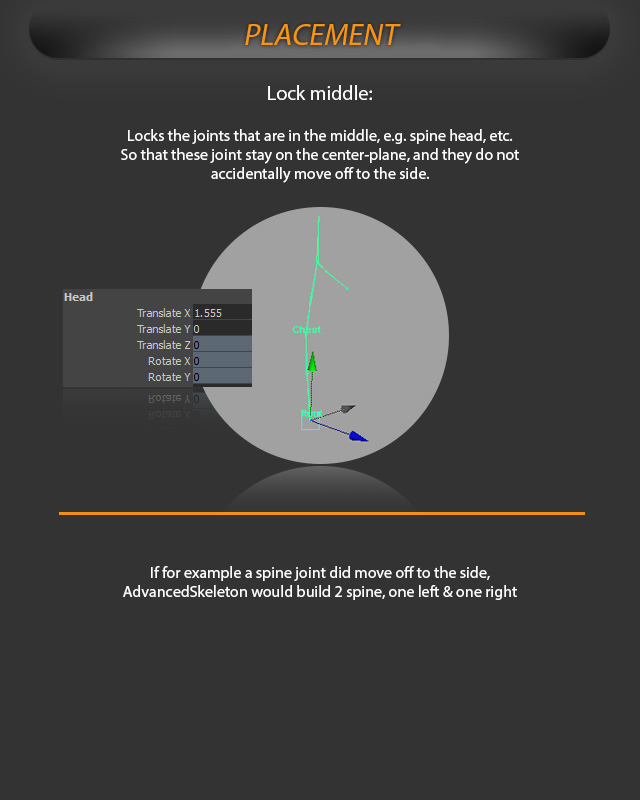 PLACEMENT
Lock middle:
Locks the joints that are in the middle, e.g. spine head, etc.
So that these joint stay on the center-plane, and they do not
accidentally move off to the side.
Head
Translate X 1.555
Translate Y 0
Translate Z 0
Rotate X 0
Rotate Y 0
Chest
If for example a spine joint did move off to the side,
AdvancedSkeleton would build 2 spine, one left & one right